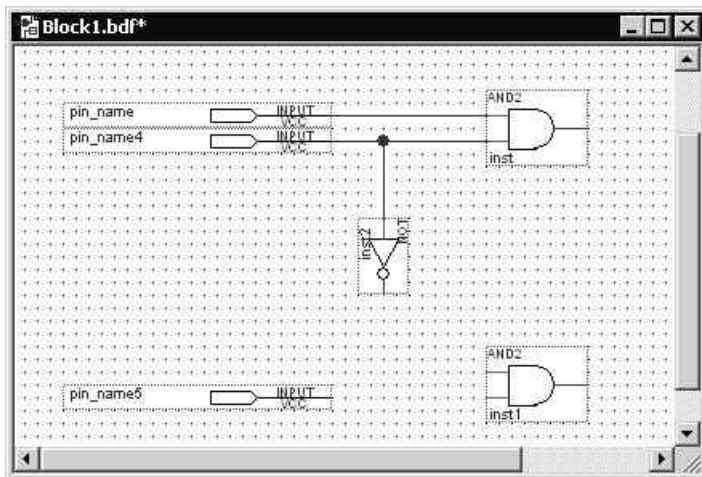 Block1.bdf*
AND2
pin_name INPUT
VCC
pin_name4 INPUT
VCC
inst
inst2 NOT
AND2
pin_name5 INPUT
VCC
inst1